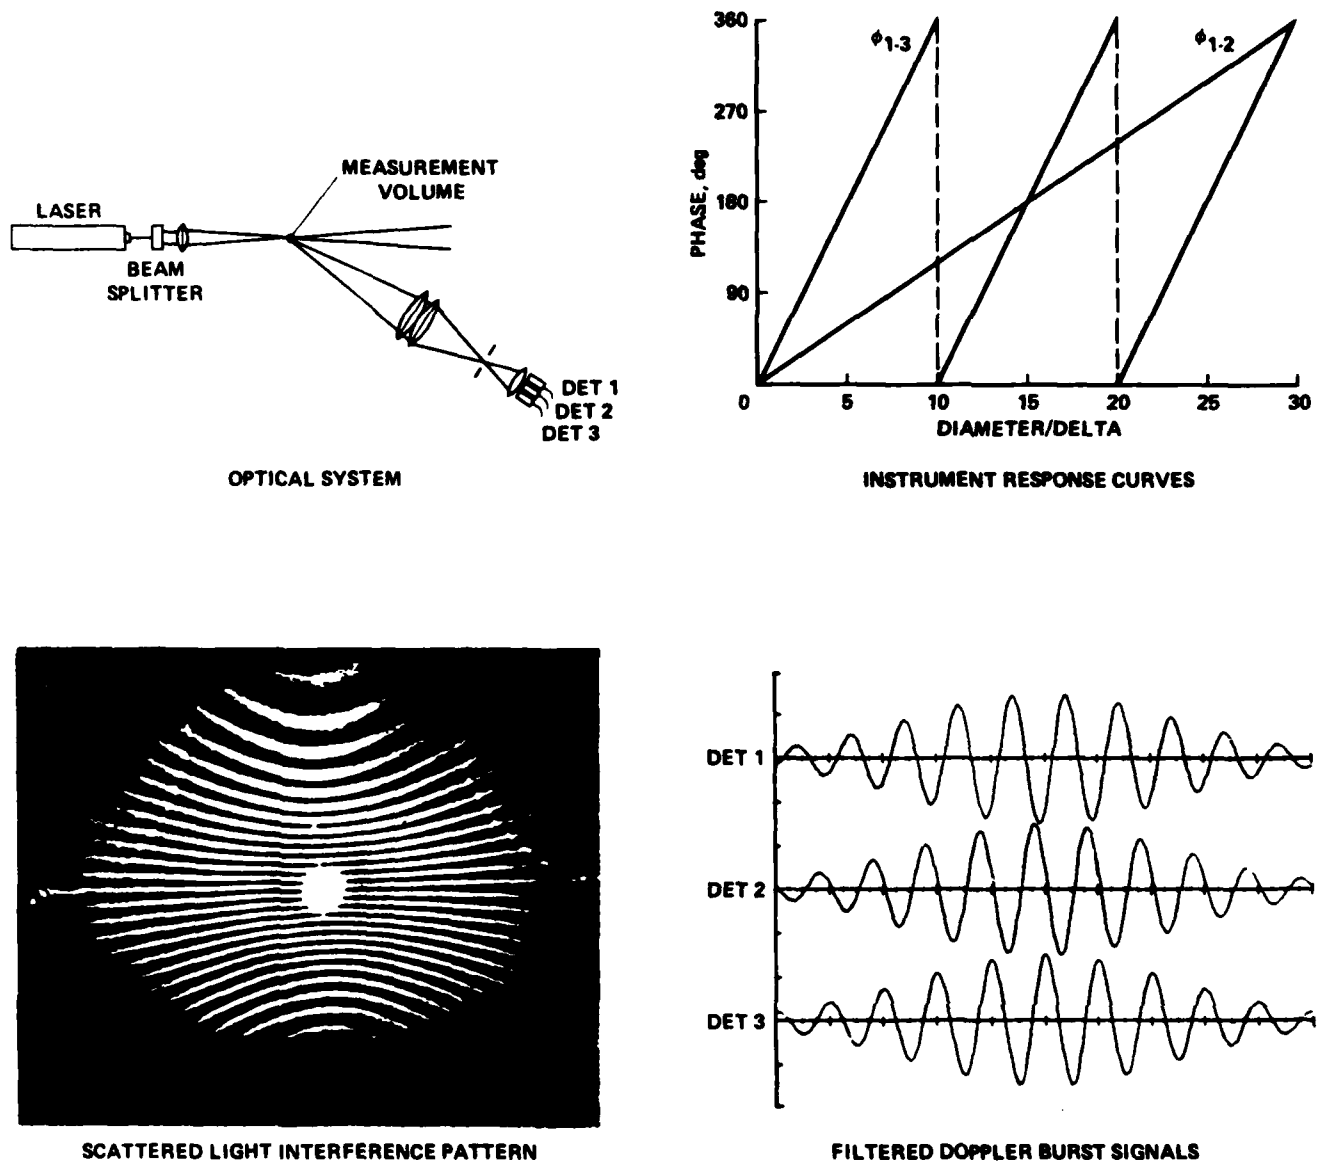 LASER
BEAM
SPLITTER
MEASUREMENT
VOLUME
DET 1
DET 2
DET 3
OPTICAL SYSTEM
360
270
180
90
0
5
10
15
20
25
30
PHASE, deg
ϕ1-3
ϕ1-2
DIAMETER/DELTA
INSTRUMENT RESPONSE CURVES
SCATTERED LIGHT INTERFERENCE PATTERN
DET 1
DET 2
DET 3
FILTERED DOPPLER BURST SIGNALS